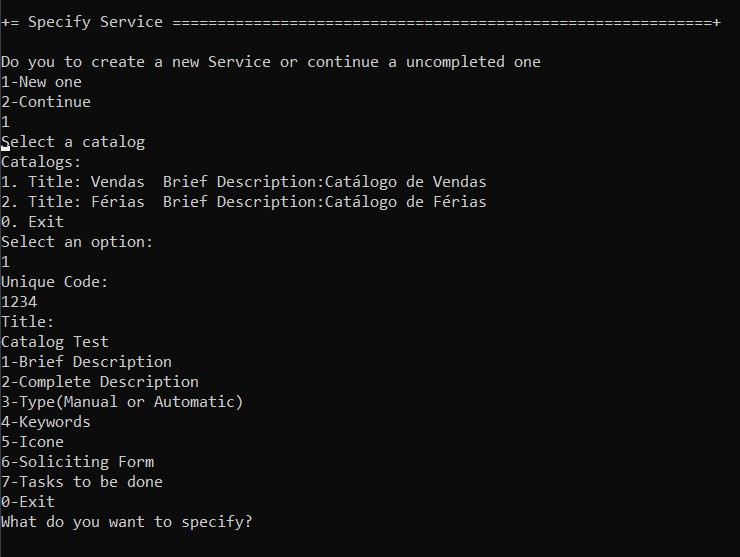 += Specify Service ============================================================+
Do you to create a new Service or continue a uncompleted one
1-New one
2-Continue
1
Select a catalog
Catalogs:
1. Title: Vendas  Brief Description:Catálogo de Vendas
2. Title: Férias  Brief Description:Catálogo de Férias
0. Exit
Select an option:
1
Unique Code:
1234
Title:
Catalog Test
1-Brief Description
2-Complete Description
3-Type(Manual or Automatic)
4-Keywords
5-Icone
6-Soliciting Form
7-Tasks to be done
0-Exit
What do you want to specify?